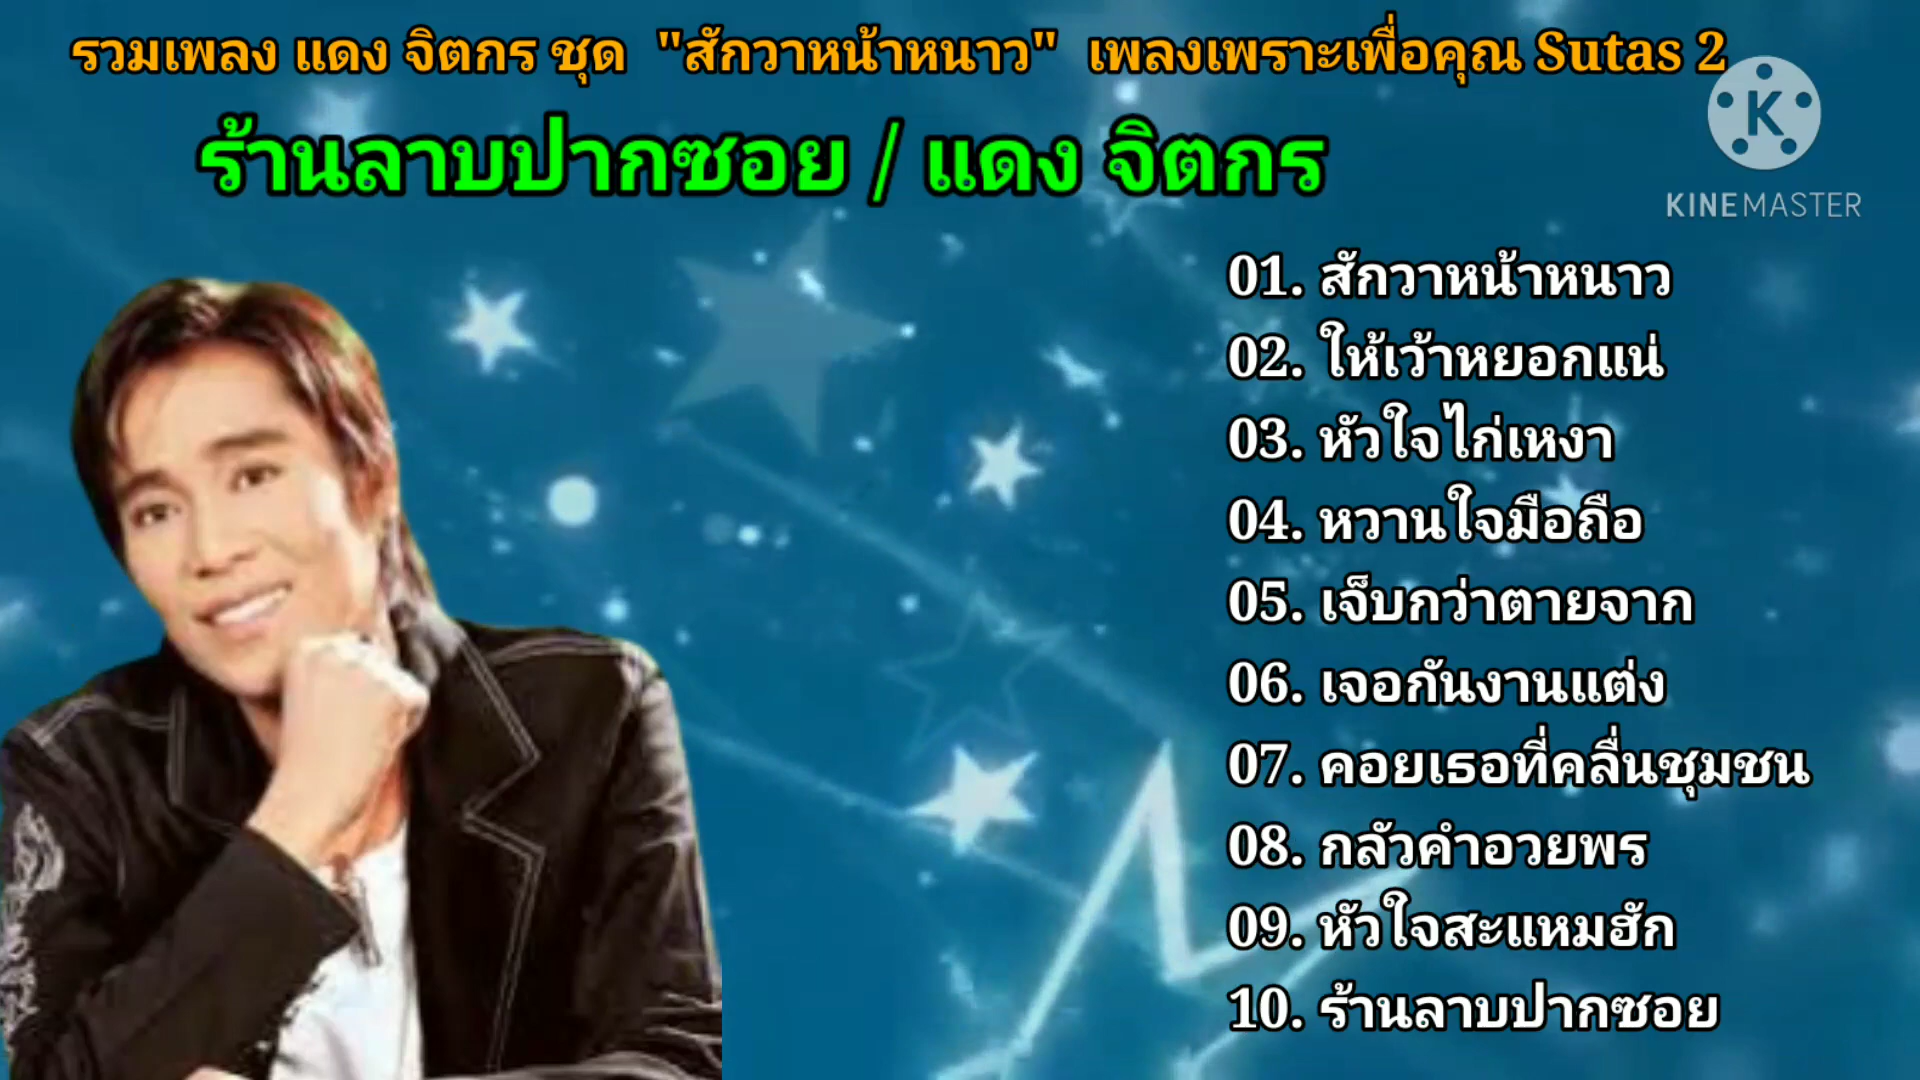 รวมเพลง แดง จิตกร ชุด "สักวาหน้าหนาว" เพลงเพราะเพื่อคุณ Sutas 2
ร้านลาบปากซอย / แดง จิตกร
K
KINEMASTER
01. สักวาหน้าหนาว
02. ให้เว้าหยอกแน่
03. หัวใจไก่เหงา
04. หวานใจมือถือ
05. เจ็บกว่าตายจาก
06. เจอกันงานแต่ง
07. คอยเธอที่คลื่นชุมชน
08. กลัวคำอวยพร
09. หัวใจสะแหมฮัก
10. ร้านลาบปากซอย